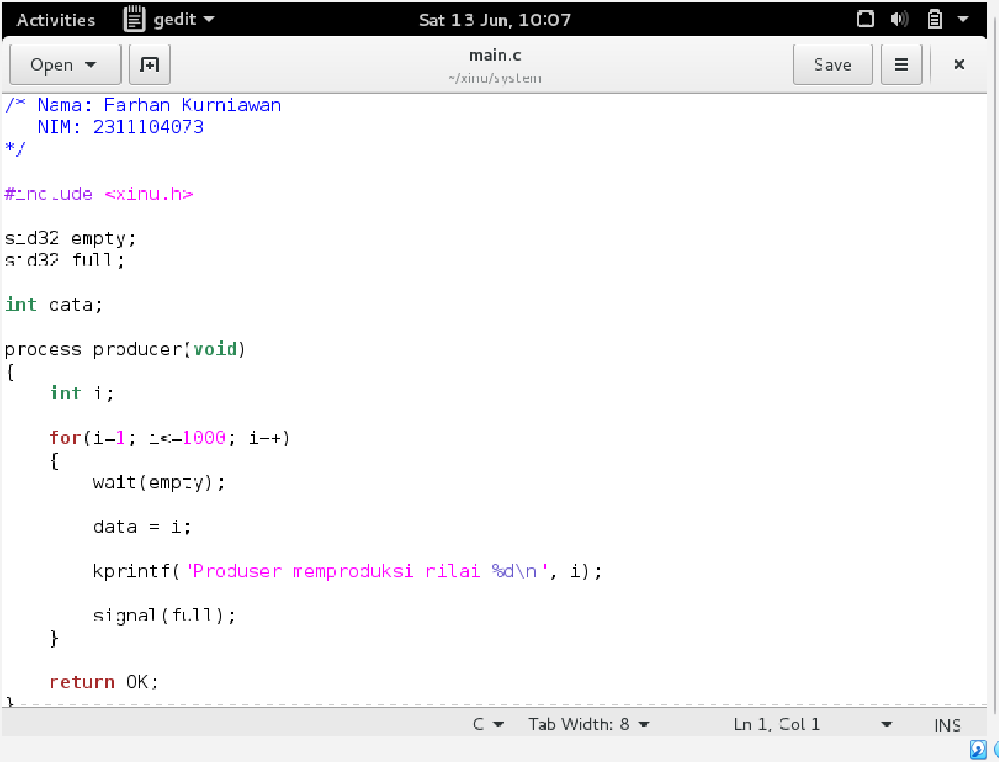 Activities gedit Sat 13 Jun, 10:07
Open main.c Save
~/xinu/system
/* Nama: Farhan Kurniawan
   NIM: 2311104073
*/
#include <xinu.h>
sid32 empty;
sid32 full;
int data;
process producer(void)
{
    int i;
    for(i=1; i<=1000; i++)
    {
        wait(empty);
        data = i;
        kprintf("Produser memproduksi nilai %d\n", i);
        signal(full);
    }
    return OK;
}
C Tab Width: 8 Ln 1, Col 1 INS